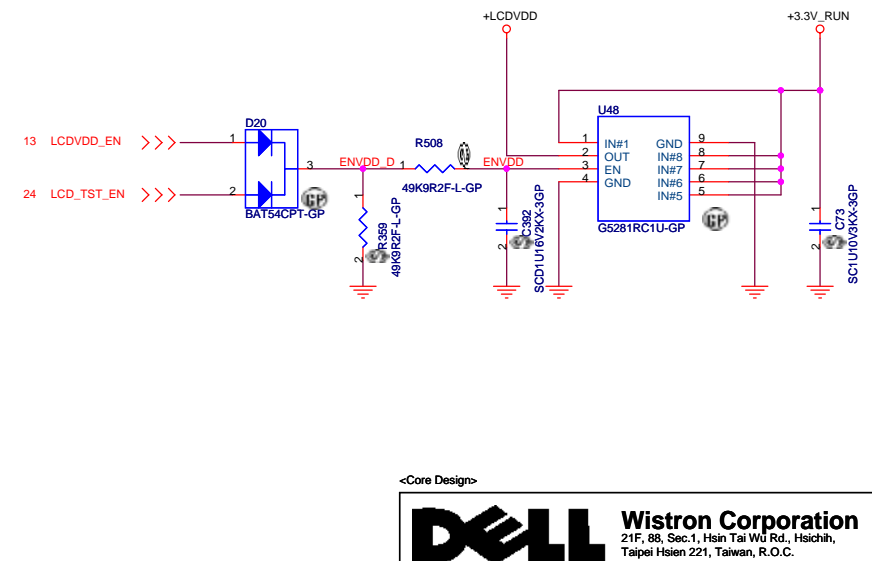 +LCDVDD
+3.3V_RUN
D20
U48
13 LCDVDD_EN
1
R508
1
IN#1
GND
9
2
OUT
IN#8
8
3
ENVDD_D
1
ENVDD
3
EN
IN#7
7
4
GND
IN#6
6
IN#5
5
24 LCD_TST_EN
2
49K9R2F-L-GP
GP
BAT54CPT-GP
1
R359
49K9R2F-L-GP
2
1
C392
SCD1U16V2KX-3GP
2
G5281RC1U-GP
GP
1
C73
SC1U10V3KX-3GP
2
<Core Design>
DELL
Wistron Corporation
21F, 88, Sec.1, Hsin Tai Wu Rd., Hsichih,
Taipei Hsien 221, Taiwan, R.O.C.